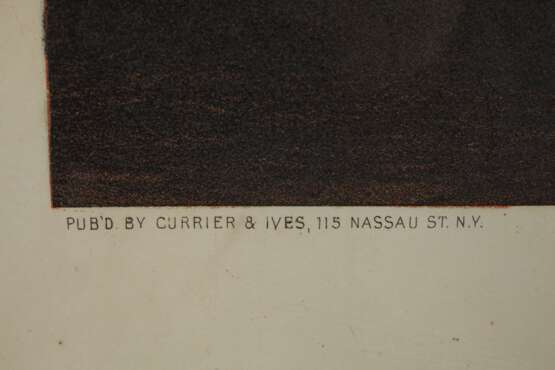 PUB'D. BY CURRIER & IVES, 115 NASSAU ST. N.Y.